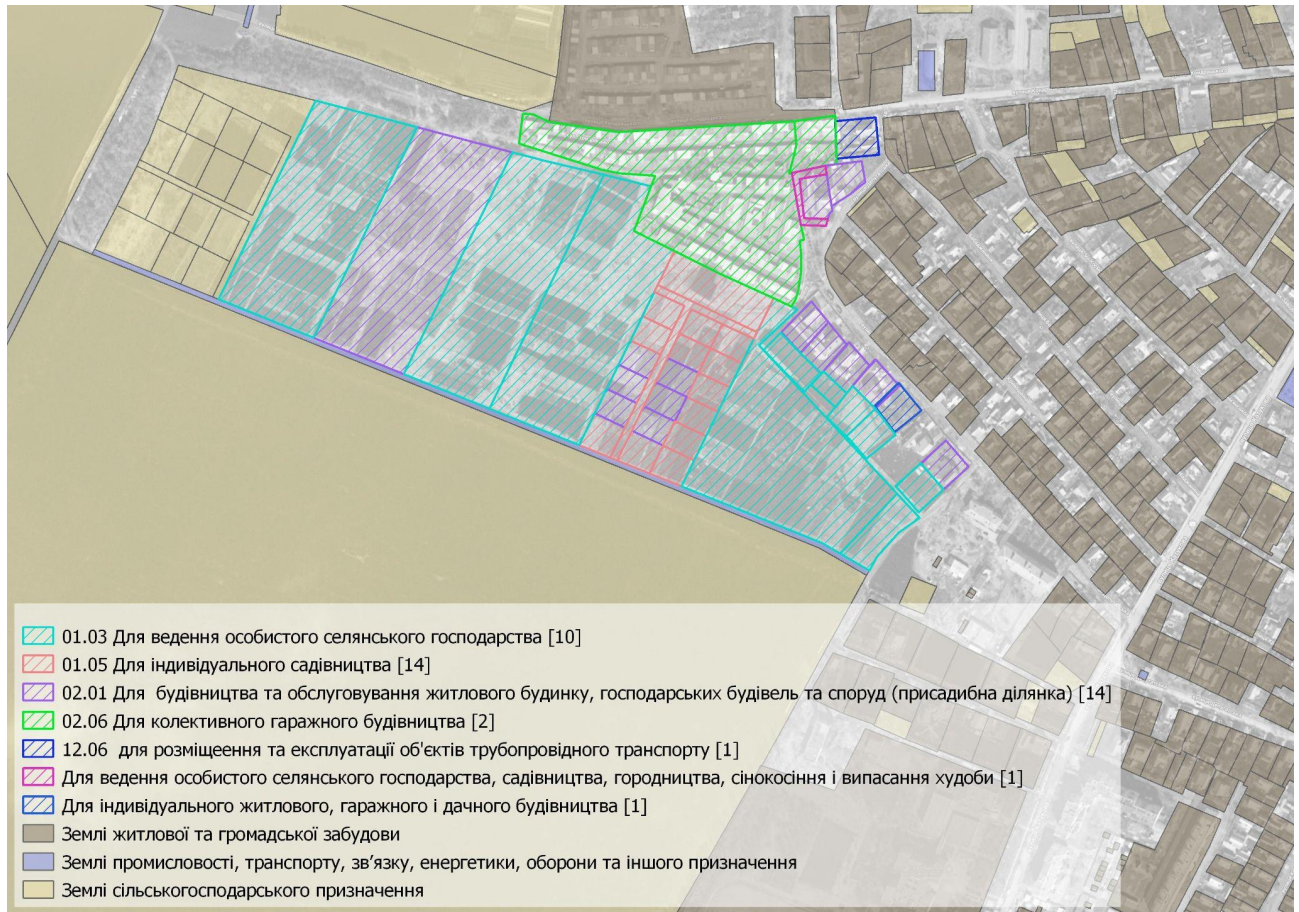 01.03 Для ведення особистого селянського господарства [10]
01.05 Для індивідуального садівництва [14]
02.01 Для будівництва та обслуговування житлового будинку, господарських будівель та споруд (присадибна ділянка) [14]
02.06 Для колективного гаражного будівництва [2]
12.06 для розміщеення та експлуатації об'єктів трубопровідного транспорту [1]
Для ведення особистого селянського господарства, садівництва, городництва, сінокосіння і випасання худоби [1]
Для індивідуального житлового, гаражного і дачного будівництва [1]
Землі житлової та громадської забудови
Землі промисловості, транспорту, зв’язку, енергетики, оборони та іншого призначення
Землі сільськогосподарського призначення